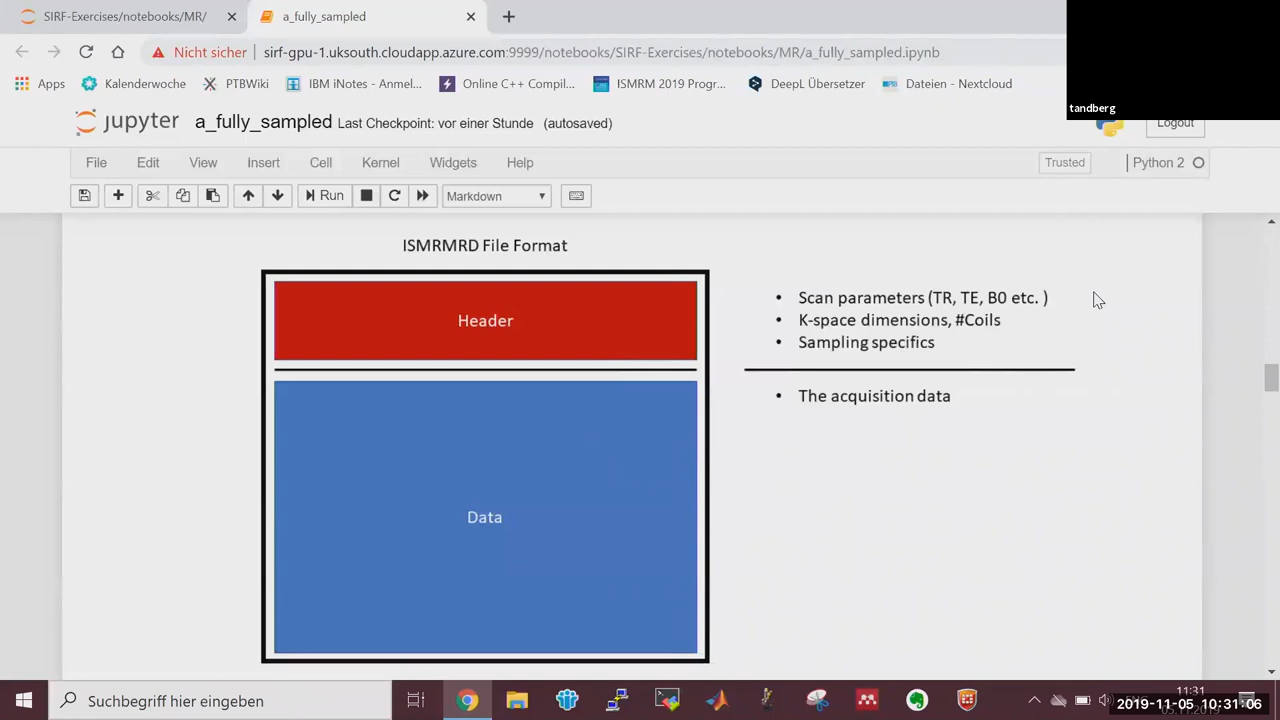 SIRF-Exercises/notebooks/MR/
a_fully_sampled
Nicht sicher
sirf-gpu-1.uksouth.cloudapp.azure.com:9999/notebooks/SIRF-Exercises/notebooks/MR/a_fully_sampled.ipynb
tandberg
Apps
Kalenderwoche
PTBWiki
IBM iNotes - Anmel...
Online C++ Compil...
ISMRM 2019 Progr...
DeepL Übersetzer
Dateien - Nextcloud
jupyter
a_fully_sampled
Last Checkpoint: vor einer Stunde
(autosaved)
Logout
File
Edit
View
Insert
Cell
Kernel
Widgets
Help
Trusted
Python 2
Run
Markdown
ISMRMRD File Format
Header
Data
• Scan parameters (TR, TE, B0 etc. )
• K-space dimensions, #Coils
• Sampling specifics
• The acquisition data
Suchbegriff hier eingeben
11:31
2019-11-05 10:31:06